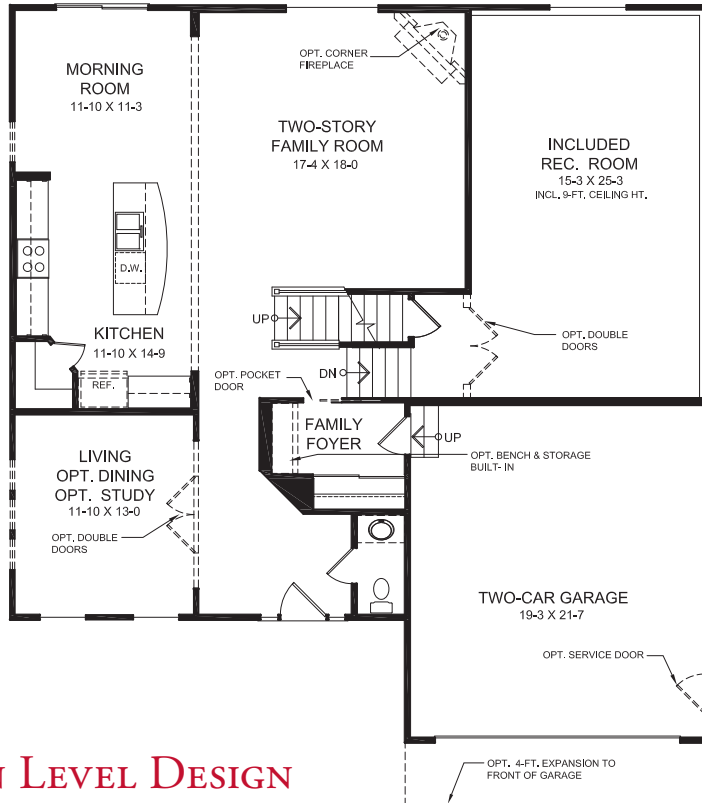 OPT. CORNER
FIREPLACE
MORNING
ROOM
11-10 X 11-3
TWO-STORY
FAMILY ROOM
17-4 X 18-0
INCLUDED
REC. ROOM
15-3 X 25-3
INCL. 9-FT. CEILING HT.
D.W.
UP
KITCHEN
11-10 X 14-9
OPT. DOUBLE
DOORS
DN
OPT. POCKET
DOOR
REF.
FAMILY
FOYER
UP
OPT. BENCH & STORAGE
BUILT- IN
LIVING
OPT. DINING
OPT. STUDY
11-10 X 13-0
OPT. DOUBLE
DOORS
TWO-CAR GARAGE
19-3 X 21-7
OPT. SERVICE DOOR
LEVEL DESIGN
OPT. 4-FT. EXPANSION TO
FRONT OF GARAGE